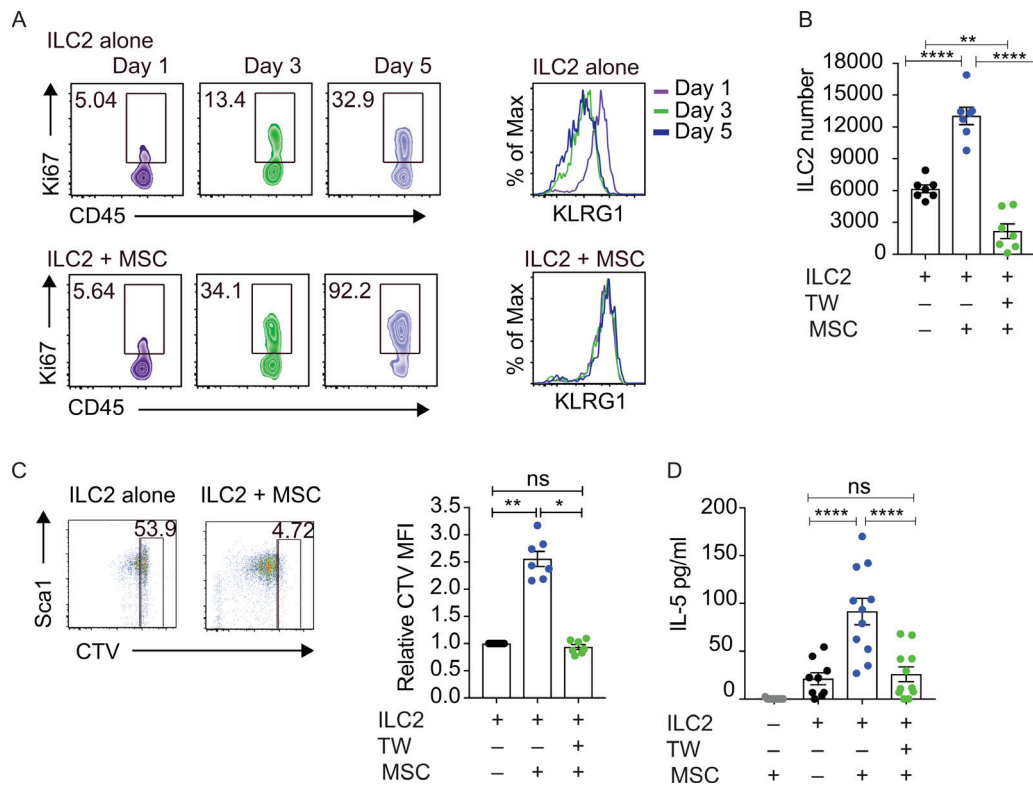 A
ILC2 alone
Day 1 Day 3 Day 5
5.04 13.4 32.9
Ki67
CD45
ILC2 alone
Day 1
Day 3
Day 5
% of Max
KLRG1
ILC2 + MSC
5.64 34.1 92.2
Ki67
CD45
ILC2 + MSC
% of Max
KLRG1
B
**
**** ****
18000
15000
12000
9000
6000
3000
0
ILC2 number
ILC2 + + +
TW – – +
MSC – + +
C
ILC2 alone ILC2 + MSC
53.9 4.72
Sca1
CTV
ns
** *
3.5
3.0
2.5
2.0
1.5
1.0
0.5
0.0
Relative CTV MFI
ILC2 + + +
TW – – +
MSC – + +
D
ns
**** ****
200
150
100
50
0
IL-5 pg/ml
ILC2 – + + +
TW – – – +
MSC + – + +